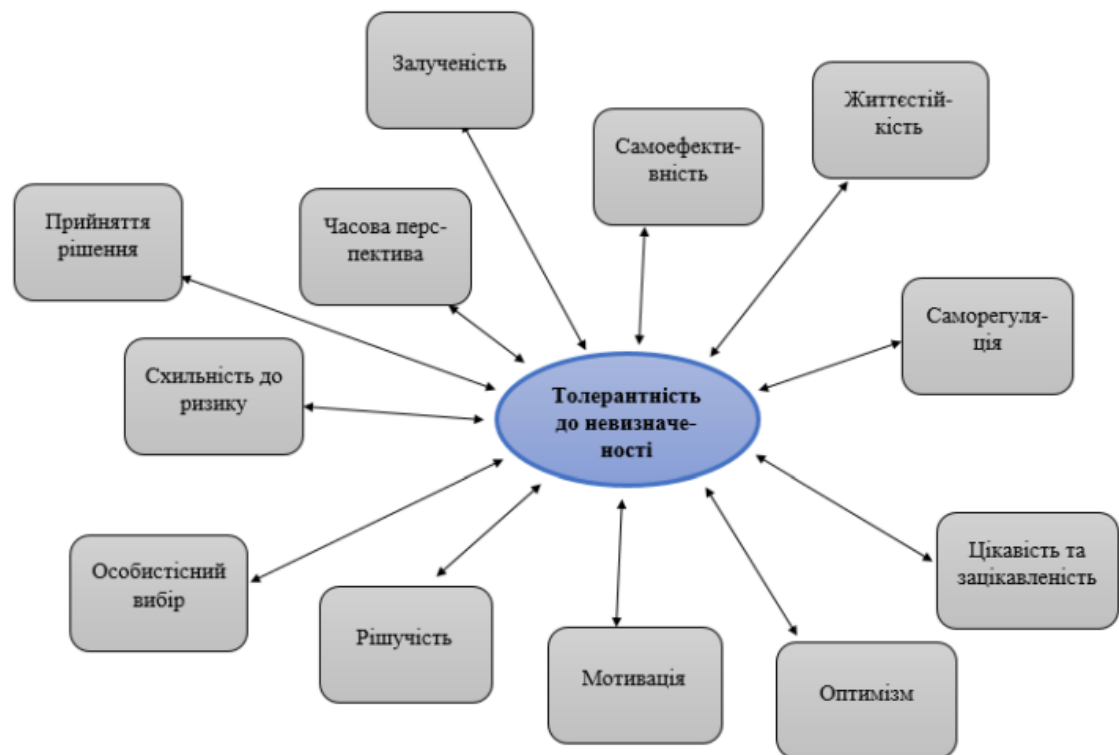 Залученість
Життєстій-
кість
Самоефекти-
вність
Прийняття
рішення
Часова перс-
пектива
Саморегуля-
ція
Схильність до
ризику
Толерантність
до невизначе-
ності
Цікавість та
зацікавленість
Особистісний
вибір
Рішучість
Мотивація
Оптимізм